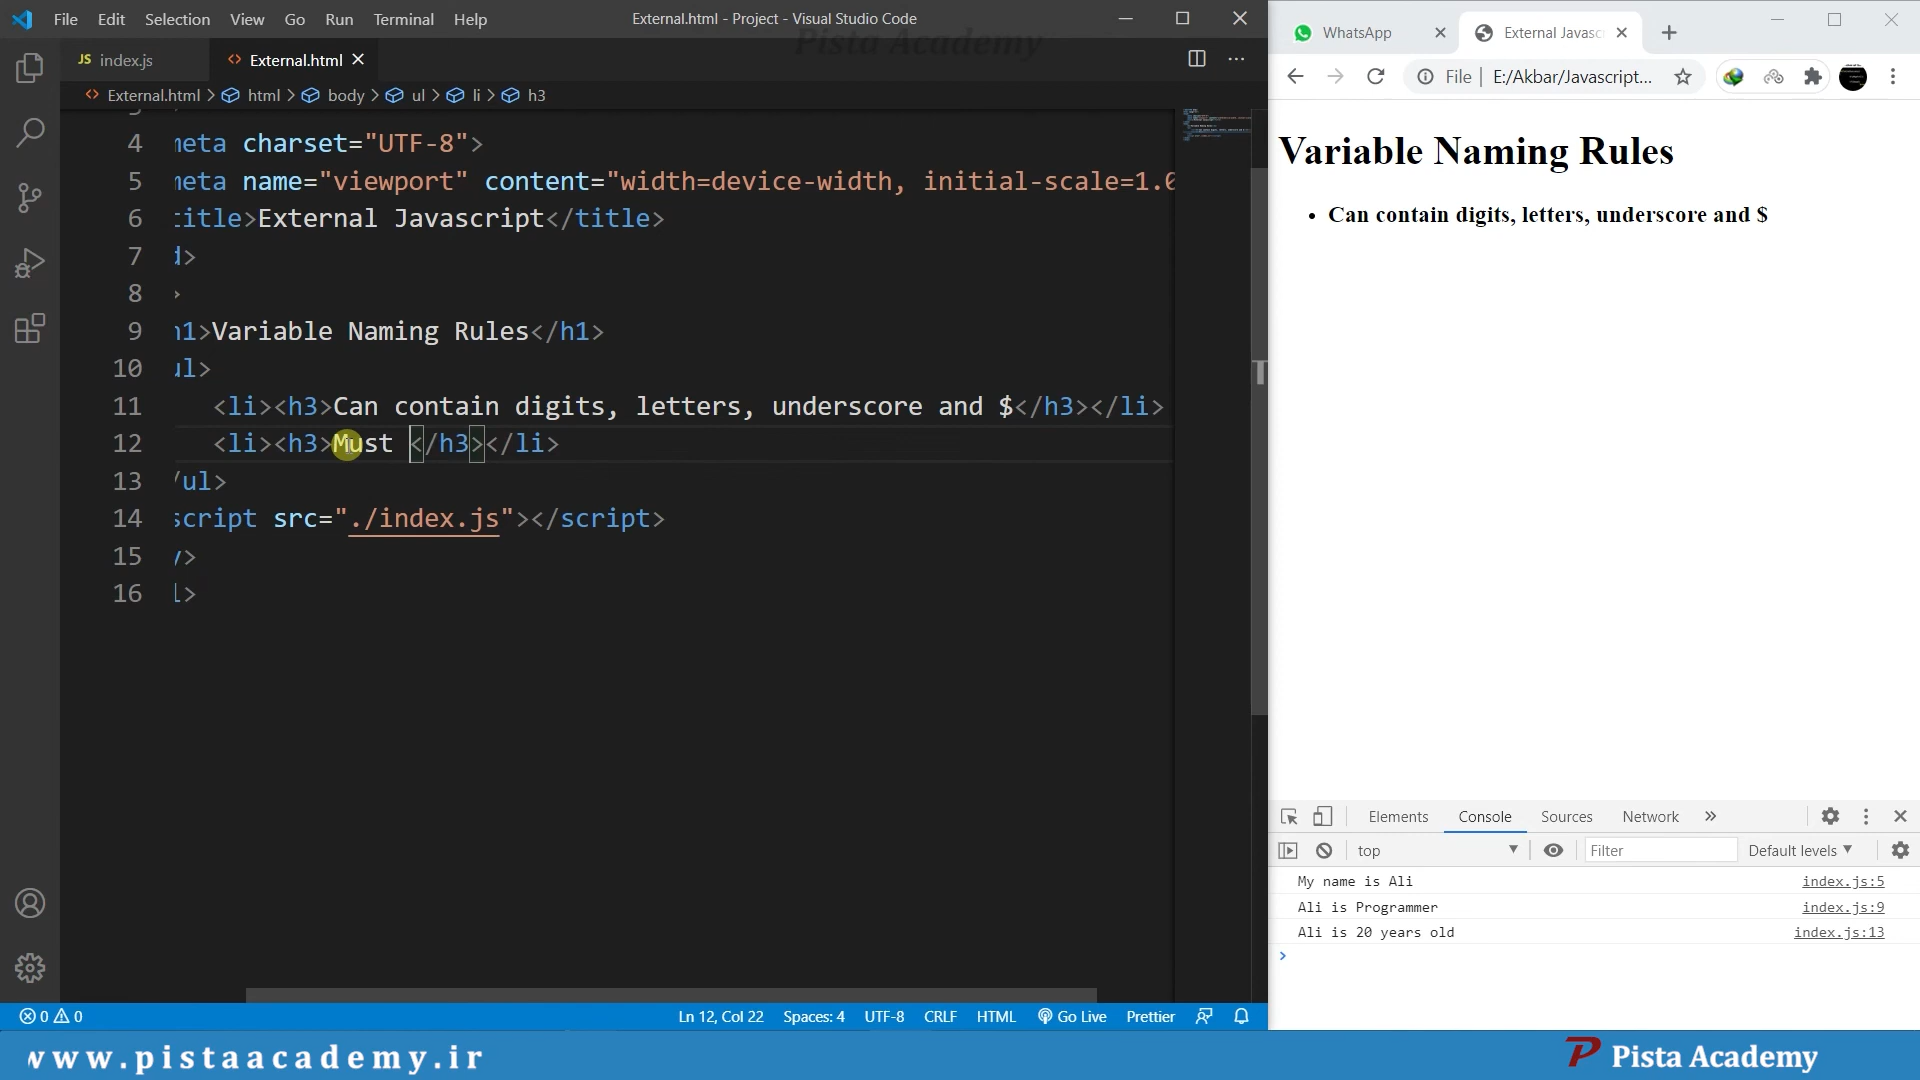 File Edit Selection View Go Run Terminal Help
External.html - Project - Visual Studio Code
Pista Academy
JS index.js
External.html
External.html > html > body > ul > li > h3
4 meta charset="UTF-8">
5 meta name="viewport" content="width=device-width, initial-scale=1.0
6 title>External Javascript</title>
7 d>
8 >
9 h1>Variable Naming Rules</h1>
10 ul>
11 <li><h3>Can contain digits, letters, underscore and $</h3></li>
12 <li><h3>Must </h3></li>
13 /ul>
14 script src="./index.js"></script>
15 y>
16 l>
0 0
Ln 12, Col 22 Spaces: 4 UTF-8 CRLF HTML Go Live Prettier
WhatsApp
External Javasc
File | E:/Akbar/Javascript...
Variable Naming Rules
• Can contain digits, letters, underscore and $
Elements Console Sources Network »
top Filter Default levels
My name is Ali index.js:5
Ali is Programmer index.js:9
Ali is 20 years old index.js:13
>
www.pistaacademy.ir
Pista Academy